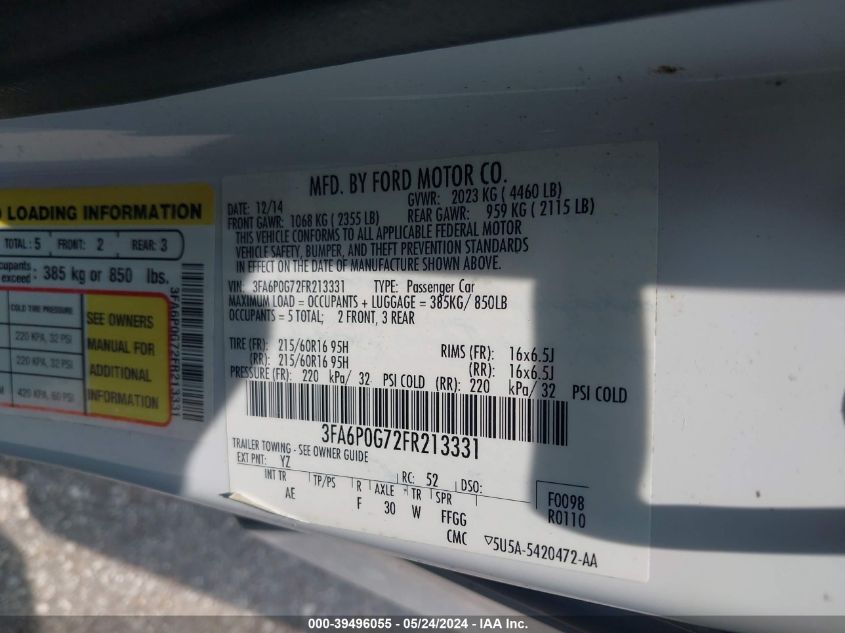 D LOADING INFORMATION
TOTAL: 5 FRONT: 2 REAR: 3
cupants
exceed: 385 kg or 850 lbs.
COLD TIRE PRESSURE
220 KPA, 32 PSI
220 KPA, 32 PSI
420 KPA, 60 PSI
SEE OWNERS
MANUAL FOR
ADDITIONAL
INFORMATION
3FA6P0G72FR213331
MFD. BY FORD MOTOR CO.
DATE: 12/14 GVWR: 2023 KG ( 4460 LB)
FRONT GAWR: 1068 KG ( 2355 LB) REAR GAWR: 959 KG ( 2115 LB)
THIS VEHICLE CONFORMS TO ALL APPLICABLE FEDERAL MOTOR
VEHICLE SAFETY, BUMPER, AND THEFT PREVENTION STANDARDS
IN EFFECT ON THE DATE OF MANUFACTURE SHOWN ABOVE.
VIN: 3FA6P0G72FR213331 TYPE: Passenger Car
MAXIMUM LOAD = OCCUPANTS + LUGGAGE = 385KG/ 850LB
OCCUPANTS = 5 TOTAL: 2 FRONT, 3 REAR
TIRE (FR): 215/60R16 95H RIMS (FR): 16x6.5J
(RR): 215/60R16 95H (RR): 16x6.5J
PRESSURE (FR): 220 kPa/ 32 PSI COLD (RR): 220 kPa/ 32 PSI COLD
3FA6P0G72FR213331
TRAILER TOWING - SEE OWNER GUIDE
EXT PNT: YZ RC: 52 DSO:
INT TR TP/PS R AXLE TR SPR F0098
AE F 30 W FFGG R0110
CMC ▽5U5A-5420472-AA
000-39496055 - 05/24/2024 - IAA Inc.